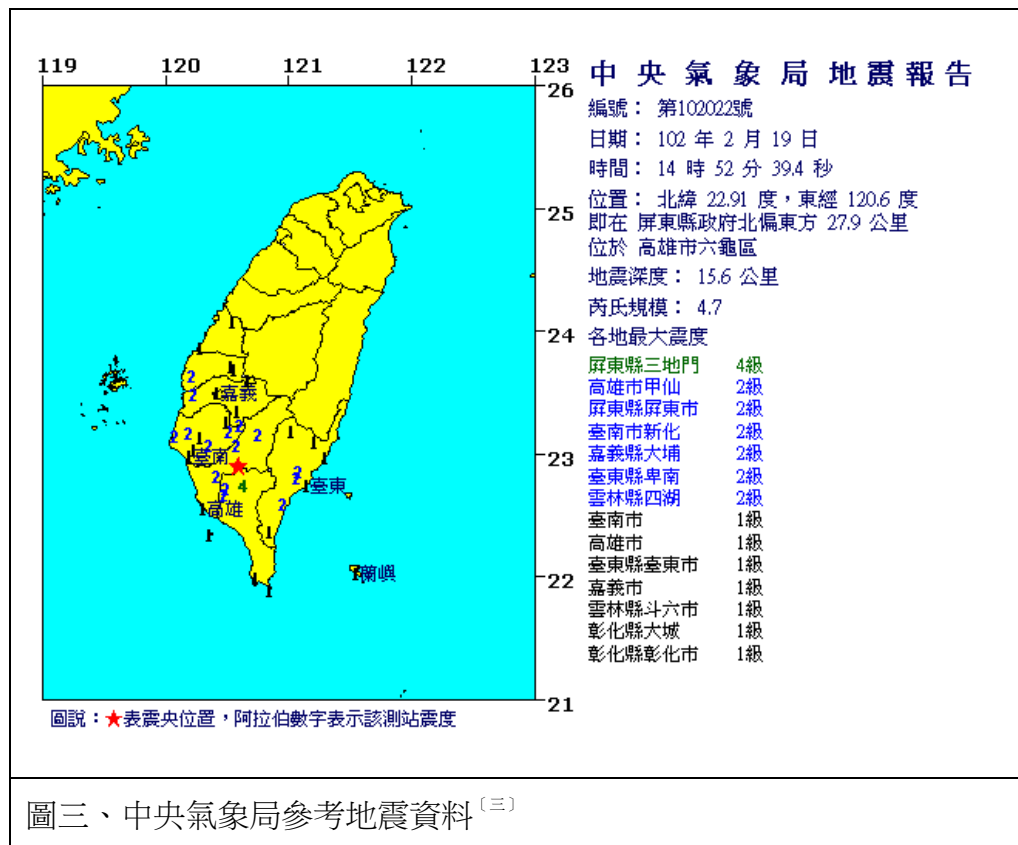 119 120 121 122 123
26
25
24
23
22
21
中央氣象局地震報告
編號： 第102022號
日期： 102 年 2 月 19 日
時間： 14 時 52 分 39.4 秒
位置： 北緯 22.91 度，東經 120.6 度
即在 屏東縣政府北偏東方 27.9 公里
位於 高雄市六龜區
地震深度： 15.6 公里
芮氏規模： 4.7
各地最大震度
屏東縣三地門 4級
高雄市甲仙 2級
屏東縣屏東市 2級
臺南市新化 2級
嘉義縣大埔 2級
臺東縣卑南 2級
雲林縣四湖 2級
臺南市 1級
高雄市 1級
臺東縣臺東市 1級
嘉義市 1級
雲林縣斗六市 1級
彰化縣大城 1級
彰化縣彰化市 1級
嘉義
臺南
4
高雄
臺東
蘭嶼
圖說：★表震央位置，阿拉伯數字表示該測站震度
圖三、中央氣象局參考地震資料〔三〕